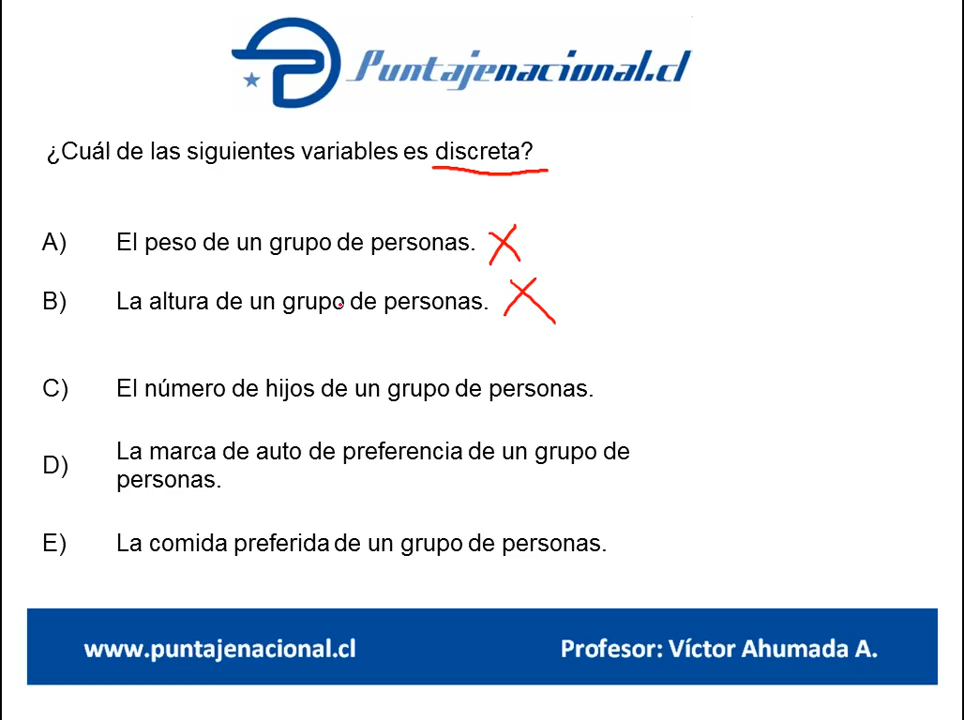 Puntajenacional.cl
¿Cuál de las siguientes variables es discreta?
A) El peso de un grupo de personas.
B) La altura de un grupo de personas.
C) El número de hijos de un grupo de personas.
D) La marca de auto de preferencia de un grupo de
personas.
E) La comida preferida de un grupo de personas.
www.puntajenacional.cl Profesor: Víctor Ahumada A.